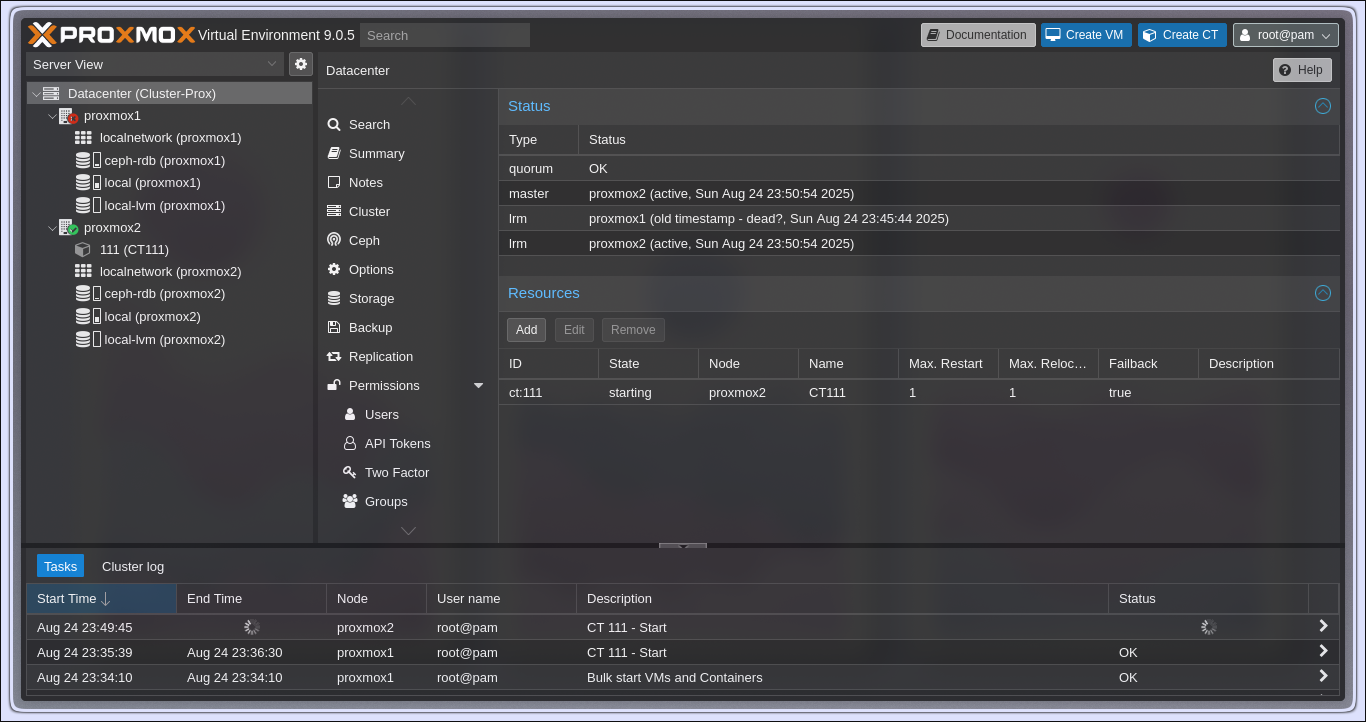 PROXMOX Virtual Environment 9.0.5 Search Documentation Create VM Create CT root@pam
Server View
Datacenter (Cluster-Prox)
proxmox1
localnetwork (proxmox1)
ceph-rdb (proxmox1)
local (proxmox1)
local-lvm (proxmox1)
proxmox2
111 (CT111)
localnetwork (proxmox2)
ceph-rdb (proxmox2)
local (proxmox2)
local-lvm (proxmox2)
Datacenter Help
Search
Summary
Notes
Cluster
Ceph
Options
Storage
Backup
Replication
Permissions
Users
API Tokens
Two Factor
Groups
Status
Type Status
quorum OK
master proxmox2 (active, Sun Aug 24 23:50:54 2025)
lrm proxmox1 (old timestamp - dead?, Sun Aug 24 23:45:44 2025)
lrm proxmox2 (active, Sun Aug 24 23:50:54 2025)
Resources
Add Edit Remove
ID State Node Name Max. Restart Max. Reloc… Failback Description
ct:111 starting proxmox2 CT111 1 1 true
Tasks Cluster log
Start Time End Time Node User name Description Status
Aug 24 23:49:45 proxmox2 root@pam CT 111 - Start
Aug 24 23:35:39 Aug 24 23:36:30 proxmox1 root@pam CT 111 - Start OK
Aug 24 23:34:10 Aug 24 23:34:10 proxmox1 root@pam Bulk start VMs and Containers OK